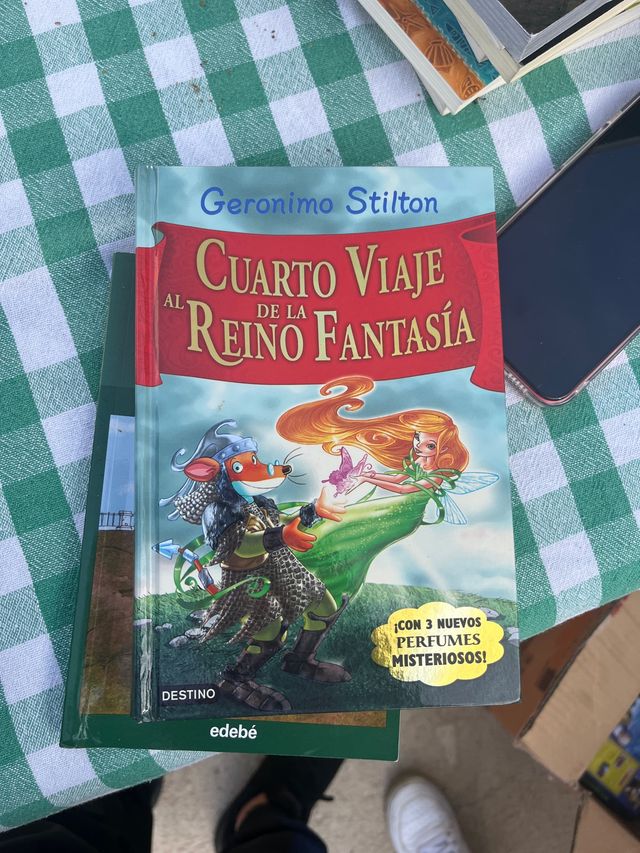 Geronimo Stilton
CUARTO VIAJE
AL DE LA
REINO FANTASÍA
¡CON 3 NUEVOS
PERFUMES
MISTERIOSOS!
DESTINO
edebé